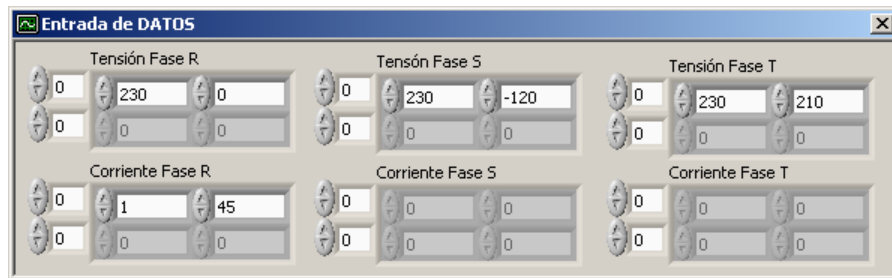 Entrada de DATOS
Tensión Fase R
0 230 0
0 0 0
Tensón Fase S
0 230 -120
0 0 0
Tensión Fase T
0 230 210
0 0 0
Corriente Fase R
0 1 45
0 0 0
Corriente Fase S
0 0 0
0 0 0
Corriente Fase T
0 0 0
0 0 0